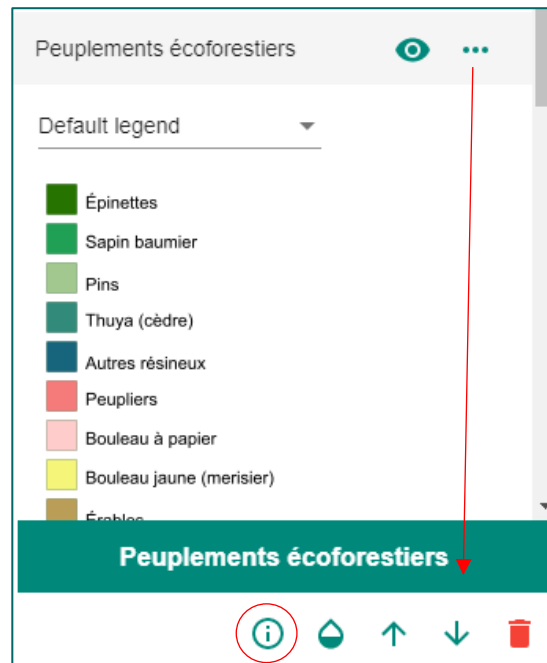 Peuplements écoforestiers
Default legend
Épinettes
Sapin baumier
Pins
Thuya (cèdre)
Autres résineux
Peupliers
Bouleau à papier
Bouleau jaune (merisier)
Érables
Peuplements écoforestiers